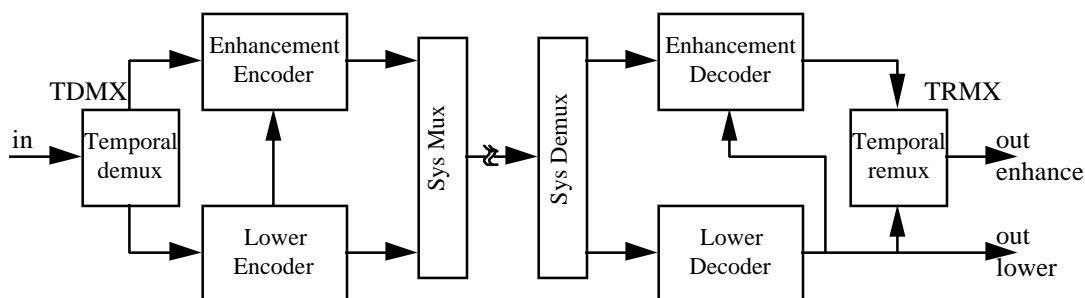 Enhancement
Encoder
Enhancement
Decoder
TDMX
TRMX
in
Temporal
demux
Sys Mux
Sys Demux
Temporal
remux
out
enhance
Lower
Encoder
Lower
Decoder
out
lower